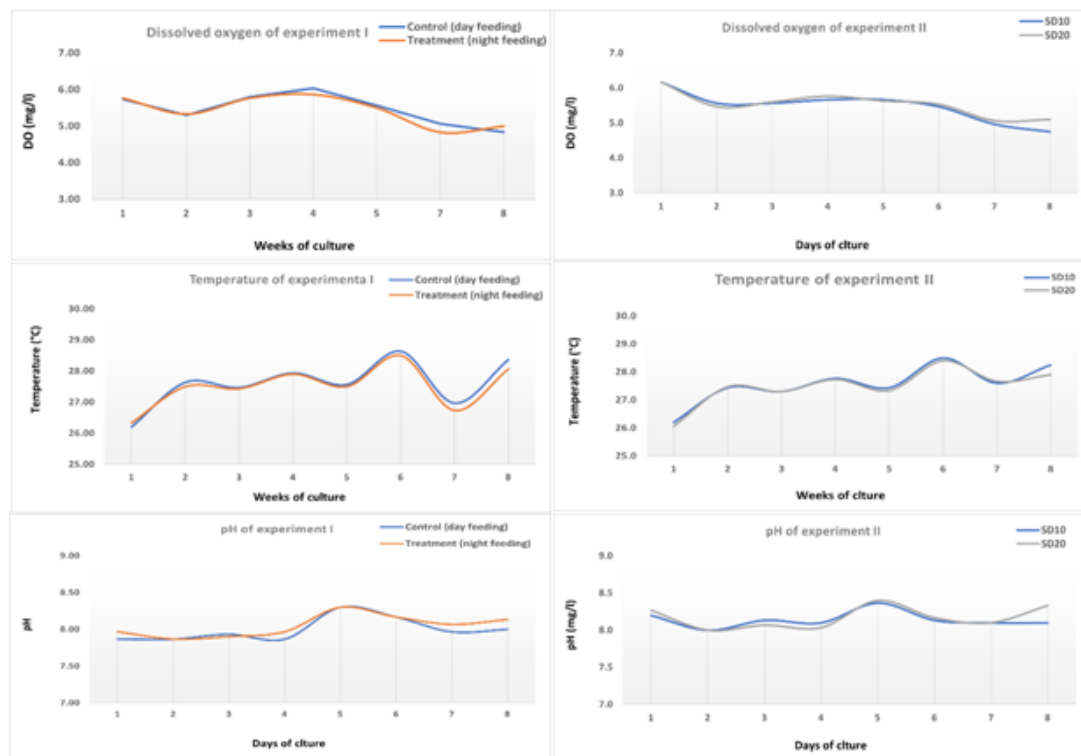 Dissolved oxygen of experiment I
Control (day feeding)
Treatment (night feeding)
7.00
6.00
5.00
4.00
3.00
DO (mg/l)
1 2 3 4 5 7 8
Weeks of culture
Dissolved oxygen of experiment II
SD10
SD20
7.0
6.0
5.0
4.0
3.0
DO (mg/l)
1 2 3 4 5 6 7 8
Days of clture
Temperature of experimenta I
Control (day feeding)
Treatment (night feeding)
30.00
29.00
28.00
27.00
26.00
25.00
Temperature (°C)
1 2 3 4 5 6 7 8
Weeks of culture
Temperature of experiment II
SD10
SD20
30.0
29.0
28.0
27.0
26.0
25.0
Temperature (°C)
1 2 3 4 5 6 7 8
Weeks of clture
pH of experiment I
Control (day feeding)
Treatment (night feeding)
9.00
8.50
8.00
7.50
7.00
pH
1 2 3 4 5 6 7 8
Days of clture
pH of experiment II
SD10
SD20
9.0
8.5
8.0
7.5
7.0
pH (mg/l)
1 2 3 4 5 6 7 8
Days of clture